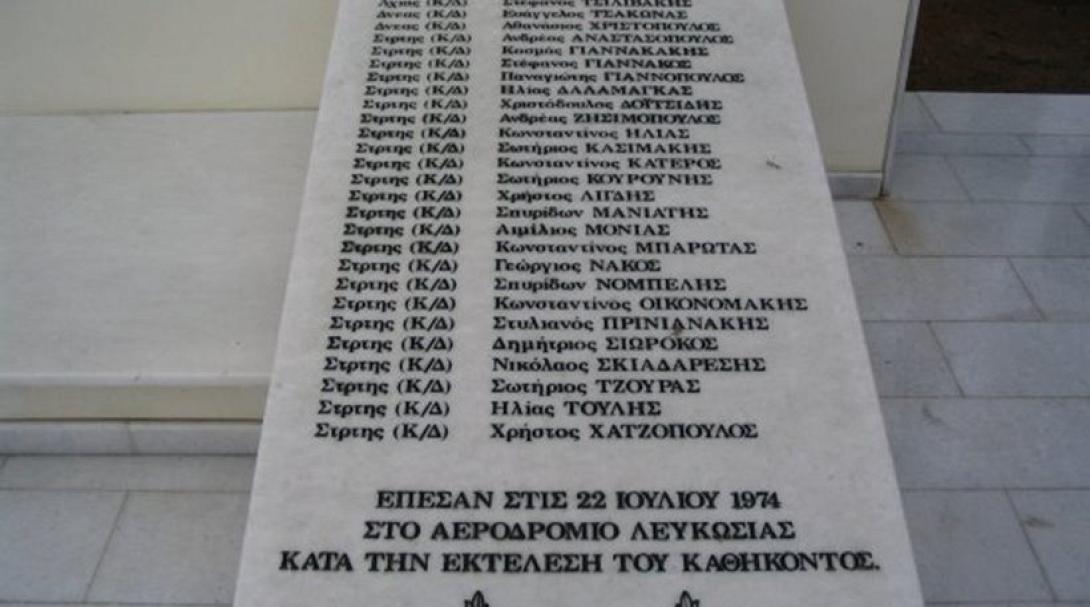 Λχιας (Κ/Δ) Στέφανος ΤΣΙΛΙΒΑΚΗΣ
Δνεας (Κ/Δ) Ευάγγελος ΤΣΑΚΩΝΑΣ
Δνεας (Κ/Δ) Αθανάσιος ΧΡΙΣΤΟΠΟΥΛΟΣ
Στρτης (Κ/Δ) Ανδρέας ΑΝΑΣΤΑΣΟΠΟΥΛΟΣ
Στρτης (Κ/Δ) Κοσμάς ΓΙΑΝΝΑΚΑΚΗΣ
Στρτης (Κ/Δ) Στέφανος ΓΙΑΝΝΑΚΟΣ
Στρτης (Κ/Δ) Παναγιώτης ΓΙΑΝΝΟΠΟΥΛΟΣ
Στρτης (Κ/Δ) Ηλίας ΔΑΛΑΜΑΓΚΑΣ
Στρτης (Κ/Δ) Χριστόδουλος ΔΟΪΤΣΙΔΗΣ
Στρτης (Κ/Δ) Ανδρέας ΖΗΣΙΜΟΠΟΥΛΟΣ
Στρτης (Κ/Δ) Κωνσταντίνος ΗΛΙΑΣ
Στρτης (Κ/Δ) Σωτήριος ΚΑΣΙΜΑΚΗΣ
Στρτης (Κ/Δ) Κωνσταντίνος ΚΑΤΕΡΟΣ
Στρτης (Κ/Δ) Σωτήριος ΚΟΥΡΟΥΝΗΣ
Στρτης (Κ/Δ) Χρήστος ΛΙΓΔΗΣ
Στρτης (Κ/Δ) Σπυρίδων ΜΑΝΙΑΤΗΣ
Στρτης (Κ/Δ) Αιμίλιος ΜΟΝΙΑΣ
Στρτης (Κ/Δ) Κωνσταντίνος ΜΠΑΡΩΤΑΣ
Στρτης (Κ/Δ) Γεώργιος ΝΑΚΟΣ
Στρτης (Κ/Δ) Σπυρίδων ΝΟΜΠΕΛΗΣ
Στρτης (Κ/Δ) Κωνσταντίνος ΟΙΚΟΝΟΜΑΚΗΣ
Στρτης (Κ/Δ) Στυλιανός ΠΡΙΝΙΑΝΑΚΗΣ
Στρτης (Κ/Δ) Δημήτριος ΣΙΩΡΟΚΟΣ
Στρτης (Κ/Δ) Νικόλαος ΣΚΙΑΔΑΡΕΣΗΣ
Στρτης (Κ/Δ) Σωτήριος ΤΖΟΥΡΑΣ
Στρτης (Κ/Δ) Ηλίας ΤΟΥΛΗΣ
Στρτης (Κ/Δ) Χρήστος ΧΑΤΖΟΠΟΥΛΟΣ
ΕΠΕΣΑΝ ΣΤΙΣ 22 ΙΟΥΛΙΟΥ 1974
ΣΤΟ ΑΕΡΟΔΡΟΜΙΟ ΛΕΥΚΩΣΙΑΣ
ΚΑΤΑ ΤΗΝ ΕΚΤΕΛΕΣΗ ΤΟΥ ΚΑΘΗΚΟΝΤΟΣ.